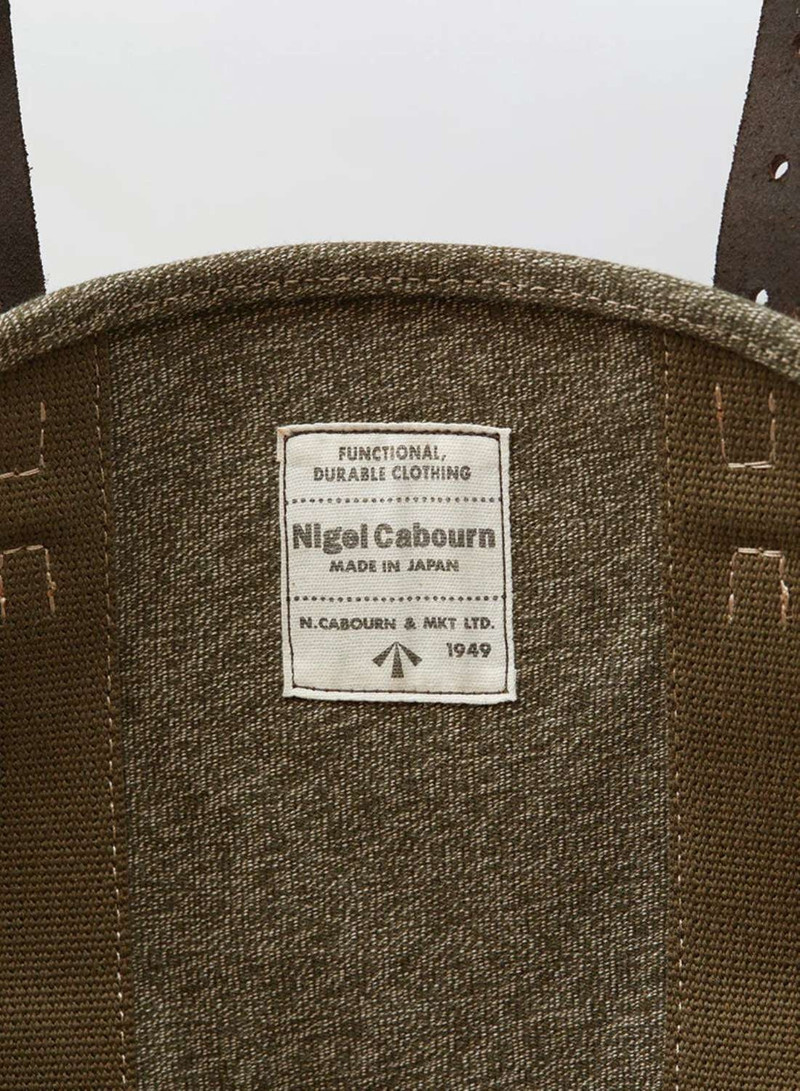 FUNCTIONAL,
DURABLE CLOTHING
Nigel Cabourn
MADE IN JAPAN
N.CABOURN & MKT LTD.
1949